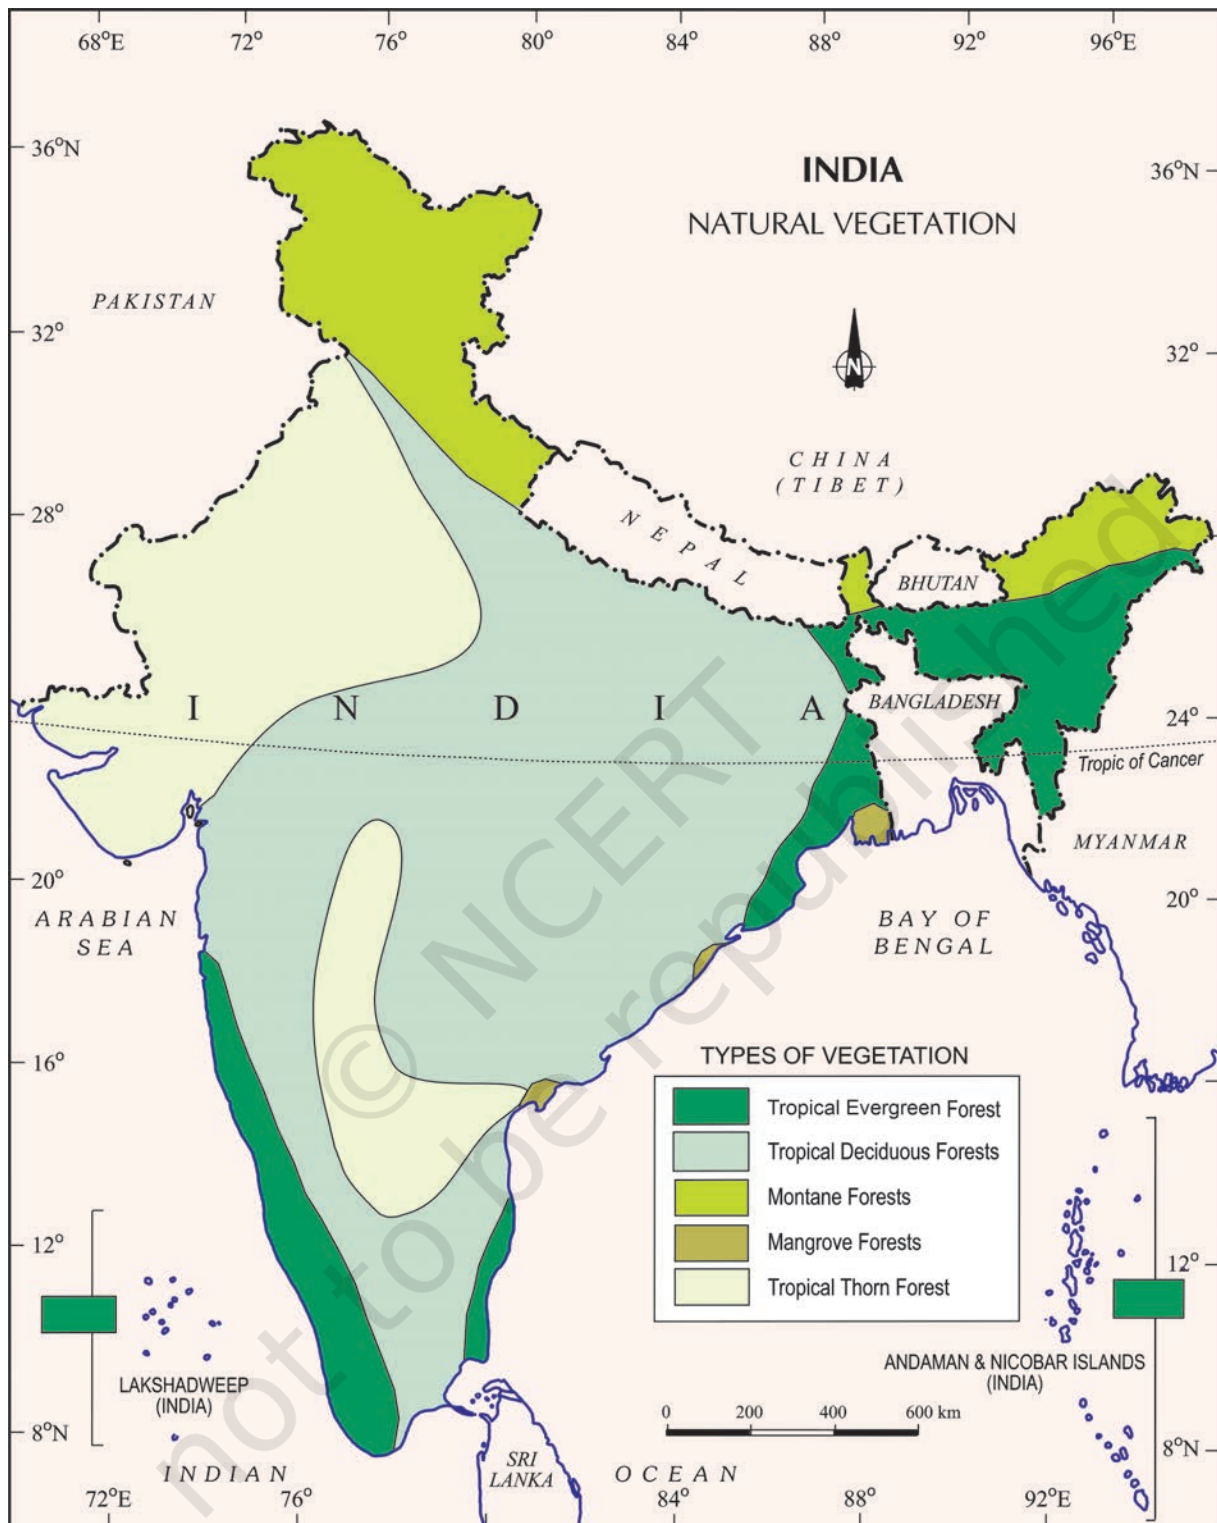 68°E 72° 76° 80° 84° 88° 92° 96°E
36°N
36°N
INDIA
NATURAL VEGETATION
PAKISTAN
32°
32°
N
CHINA
(TIBET)
28°
NEPAL
BHUTAN
INDIA
BANGLADESH
24°
Tropic of Cancer
MYANMAR
20°
20°
ARABIAN
SEA
BAY OF
BENGAL
16°
TYPES OF VEGETATION
Tropical Evergreen Forest
Tropical Deciduous Forests
Montane Forests
Mangrove Forests
Tropical Thorn Forest
12°
12°
LAKSHADWEEP
(INDIA)
ANDAMAN & NICOBAR ISLANDS
(INDIA)
0 200 400 600 km
8°N
8°N
INDIAN
SRI
LANKA
OCEAN
72°E 76° 84° 88° 92°E
© NCERT
not to be republished